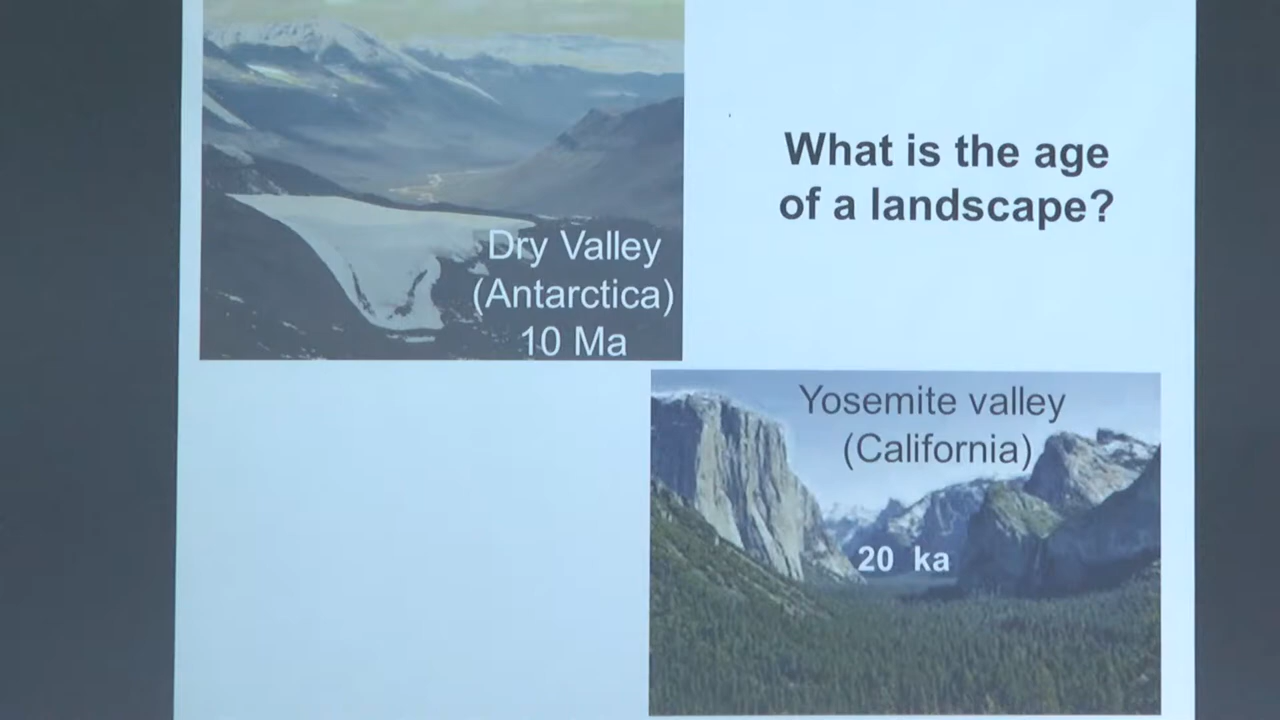 What is the age
of a landscape?
Dry Valley
(Antarctica)
10 Ma
Yosemite valley
(California)
20 ka